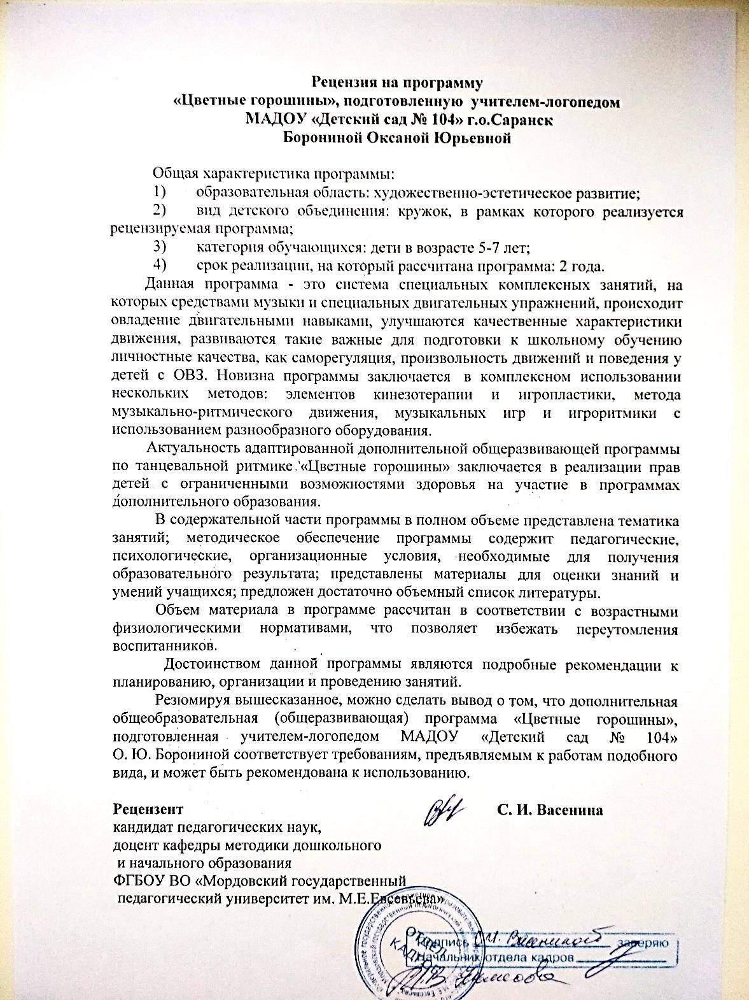 Рецензия на программу
«Цветные горошины», подготовленную учителем-логопедом
МАДОУ «Детский сад № 104» г.о.Саранск
Борониной Оксаной Юрьевной
Общая характеристика программы:
1) образовательная область: художественно-эстетическое развитие;
2) вид детского объединения: кружок, в рамках которого реализуется
рецензируемая программа;
3) категория обучающихся: дети в возрасте 5-7 лет;
4) срок реализации, на который рассчитана программа: 2 года.
Данная программа - это система специальных комплексных занятий, на
которых средствами музыки и специальных двигательных упражнений, происходит
овладение двигательными навыками, улучшаются качественные характеристики
движения, развиваются такие важные для подготовки к школьному обучению
личностные качества, как саморегуляция, произвольность движений и поведения у
детей с ОВЗ. Новизна программы заключается в комплексном использовании
нескольких методов: элементов кинезотерапии и игропластики, метода
музыкально-ритмического движения, музыкальных игр и игроритмики с
использованием разнообразного оборудования.
Актуальность адаптированной дополнительной общеразвивающей программы
по танцевальной ритмике «Цветные горошины» заключается в реализации прав
детей с ограниченными возможностями здоровья на участие в программах
дополнительного образования.
В содержательной части программы в полном объеме представлена тематика
занятий; методическое обеспечение программы содержит педагогические,
психологические, организационные условия, необходимые для получения
образовательного результата; представлены материалы для оценки знаний и
умений учащихся; предложен достаточно объемный список литературы.
Объем материала в программе рассчитан в соответствии с возрастными
физиологическими нормативами, что позволяет избежать переутомления
воспитанников.
Достоинством данной программы являются подробные рекомендации к
планированию, организации и проведению занятий.
Резюмируя вышесказанное, можно сделать вывод о том, что дополнительная
общеобразовательная (общеразвивающая) программа «Цветные горошины»,
подготовленная учителем-логопедом МАДОУ «Детский сад № 104»
О. Ю. Борониной соответствует требованиям, предъявляемым к работам подобного
вида, и может быть рекомендована к использованию.
Рецензент С. И. Васенина
кандидат педагогических наук,
доцент кафедры методики дошкольного
и начального образования
ФГБОУ ВО «Мордовский государственный
педагогический университет им. М.Е.Евсевьева»
ОТДЕЛ
КАДРОВ
Подпись С.И. Васениной заверяю
Начальник отдела кадров